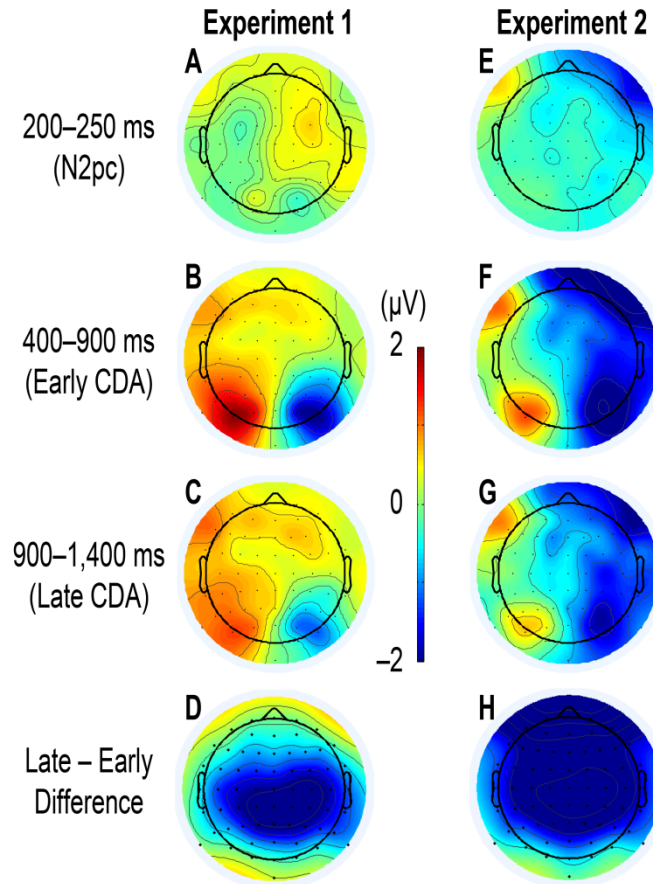 Experiment 1 Experiment 2
A E
200–250 ms
(N2pc)
B F
400–900 ms
(Early CDA)
(µV)
2
0
–2
C G
900–1,400 ms
(Late CDA)
D H
Late – Early
Difference